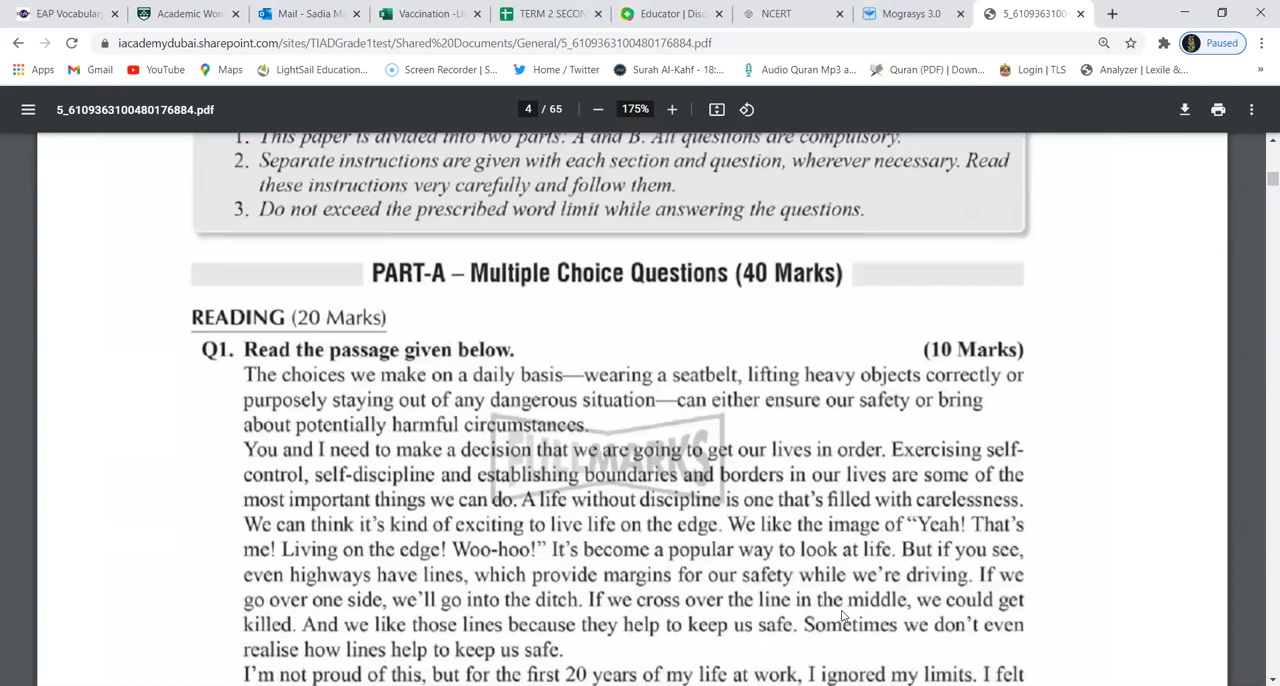 EAP Vocabulary
Academic Wor
Mail - Sadia M
Vaccination -Li
TERM 2 SECON
Educator | Disc
NCERT
Mograsys 3.0
5_6109363100
iacademydubai.sharepoint.com/sites/TIADGrade1test/Shared%20Documents/General/5_6109363100480176884.pdf
Paused
Apps
Gmail
YouTube
Maps
LightSail Education...
Screen Recorder | S...
Home / Twitter
Surah Al-Kahf - 18:...
Audio Quran Mp3 a...
Quran (PDF) | Down...
Login | TLS
Analyzer | Lexile &...
»
5_6109363100480176884.pdf
4 / 65
175%
1. This paper is divided into two parts: A and B. All questions are compulsory.
2. Separate instructions are given with each section and question, wherever necessary. Read
these instructions very carefully and follow them.
3. Do not exceed the prescribed word limit while answering the questions.
PART-A – Multiple Choice Questions (40 Marks)
READING (20 Marks)
Q1. Read the passage given below. (10 Marks)
The choices we make on a daily basis—wearing a seatbelt, lifting heavy objects correctly or
purposely staying out of any dangerous situation—can either ensure our safety or bring
about potentially harmful circumstances.
You and I need to make a decision that we are going to get our lives in order. Exercising self-
control, self-discipline and establishing boundaries and borders in our lives are some of the
most important things we can do. A life without discipline is one that's filled with carelessness.
We can think it's kind of exciting to live life on the edge. We like the image of “Yeah! That's
me! Living on the edge! Woo-hoo!” It's become a popular way to look at life. But if you see,
even highways have lines, which provide margins for our safety while we're driving. If we
go over one side, we'll go into the ditch. If we cross over the line in the middle, we could get
killed. And we like those lines because they help to keep us safe. Sometimes we don't even
realise how lines help to keep us safe.
I'm not proud of this, but for the first 20 years of my life at work, I ignored my limits. I felt
FULLMARKS